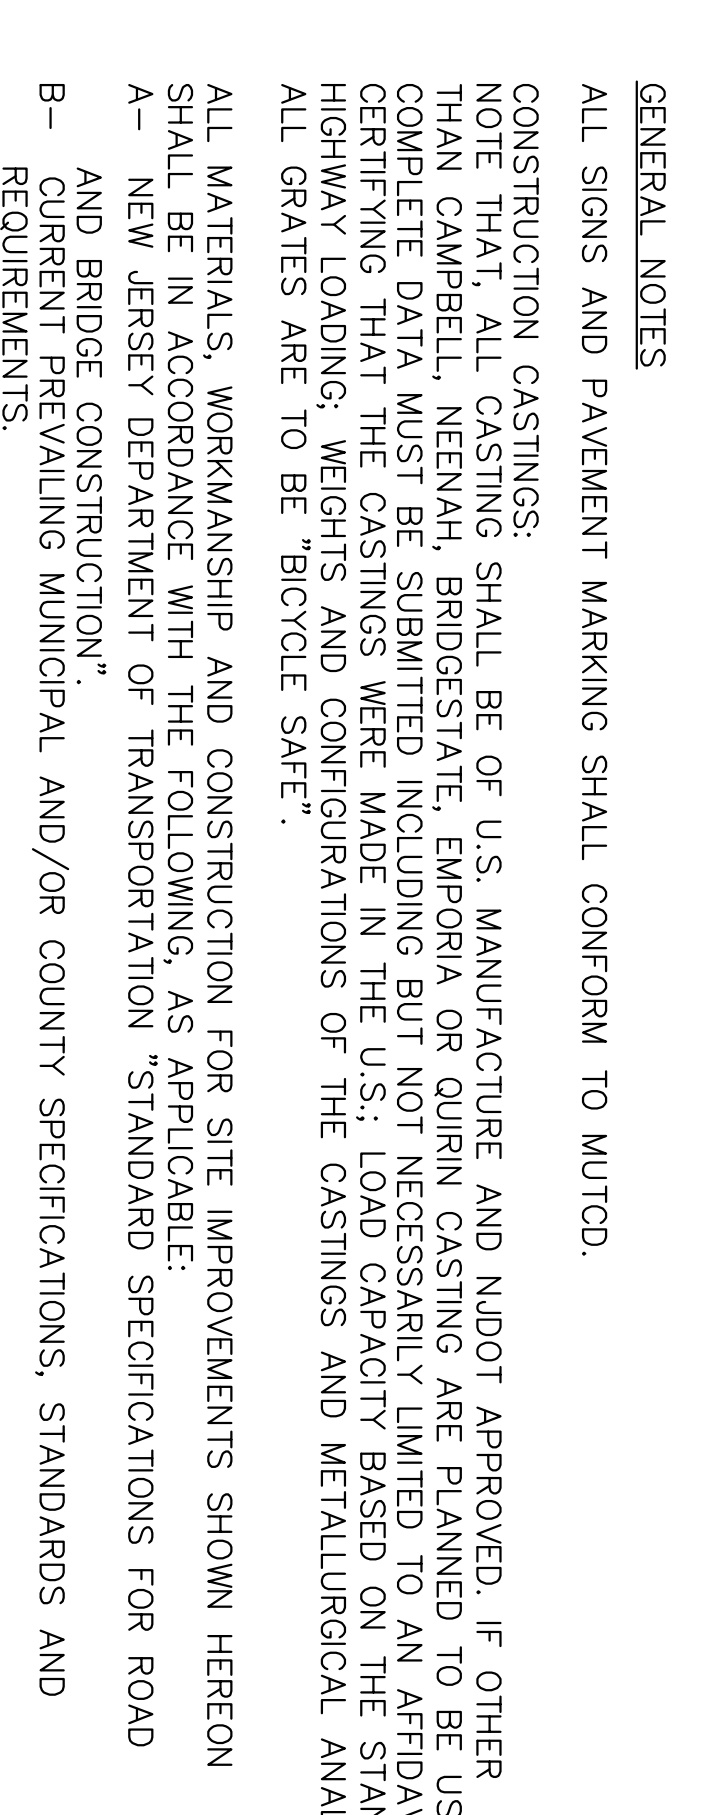 GENERAL NOTES
ALL SIGNS AND PAVEMENT MARKING SHALL CONFORM TO MUTCD.
CONSTRUCTION CASTINGS:
NOTE THAT, ALL CASTING SHALL BE OF U.S. MANUFACTURE AND NJDOT APPROVED. IF OTHER
THAN CAMPBELL, NEENAH, BRIDGESTATE, EMPORIA OR QUIRIN CASTING ARE PLANNED TO BE
COMPLETE DATA MUST BE SUBMITTED INCLUDING BUT NOT NECESSARILY LIMITED TO AN
CERTIFYING THAT THE CASTINGS WERE MADE IN THE U.S.; LOAD CAPACITY BASED ON THE
HIGHWAY LOADING; WEIGHTS AND CONFIGURATIONS OF THE CASTINGS AND METALLURGICAL
ALL GRATES ARE TO BE "BICYCLE SAFE".
ALL MATERIALS, WORKMANSHIP AND CONSTRUCTION FOR SITE IMPROVEMENTS SHOWN HEREON
SHALL BE IN ACCORDANCE WITH THE FOLLOWING, AS APPLICABLE:
A– NEW JERSEY DEPARTMENT OF TRANSPORTATION "STANDARD SPECIFICATIONS FOR ROAD
AND BRIDGE CONSTRUCTION".
B– CURRENT PREVAILING MUNICIPAL AND/OR COUNTY SPECIFICATIONS, STANDARDS AND
REQUIREMENTS.